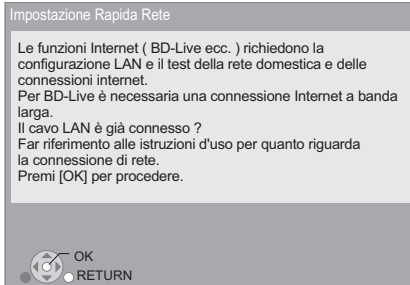 Impostazione Rapida Rete
Le funzioni Internet ( BD-Live ecc. ) richiedono la
configurazione LAN e il test della rete domestica e delle
connessioni internet.
Per BD-Live è necessaria una connessione Internet a banda
larga.
Il cavo LAN è già connesso ?
Far riferimento alle istruzioni d'uso per quanto riguarda
la connessione di rete.
Premi [OK] per procedere.
OK
RETURN